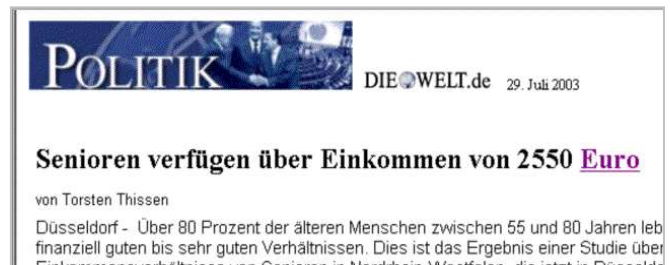 POLITIK
DIE WELT.de 29. Juli 2003
Senioren verfügen über Einkommen von 2550 Euro
von Torsten Thissen
Düsseldorf - Über 80 Prozent der älteren Menschen zwischen 55 und 80 Jahren leb
finanziell guten bis sehr guten Verhältnissen. Dies ist das Ergebnis einer Studie über